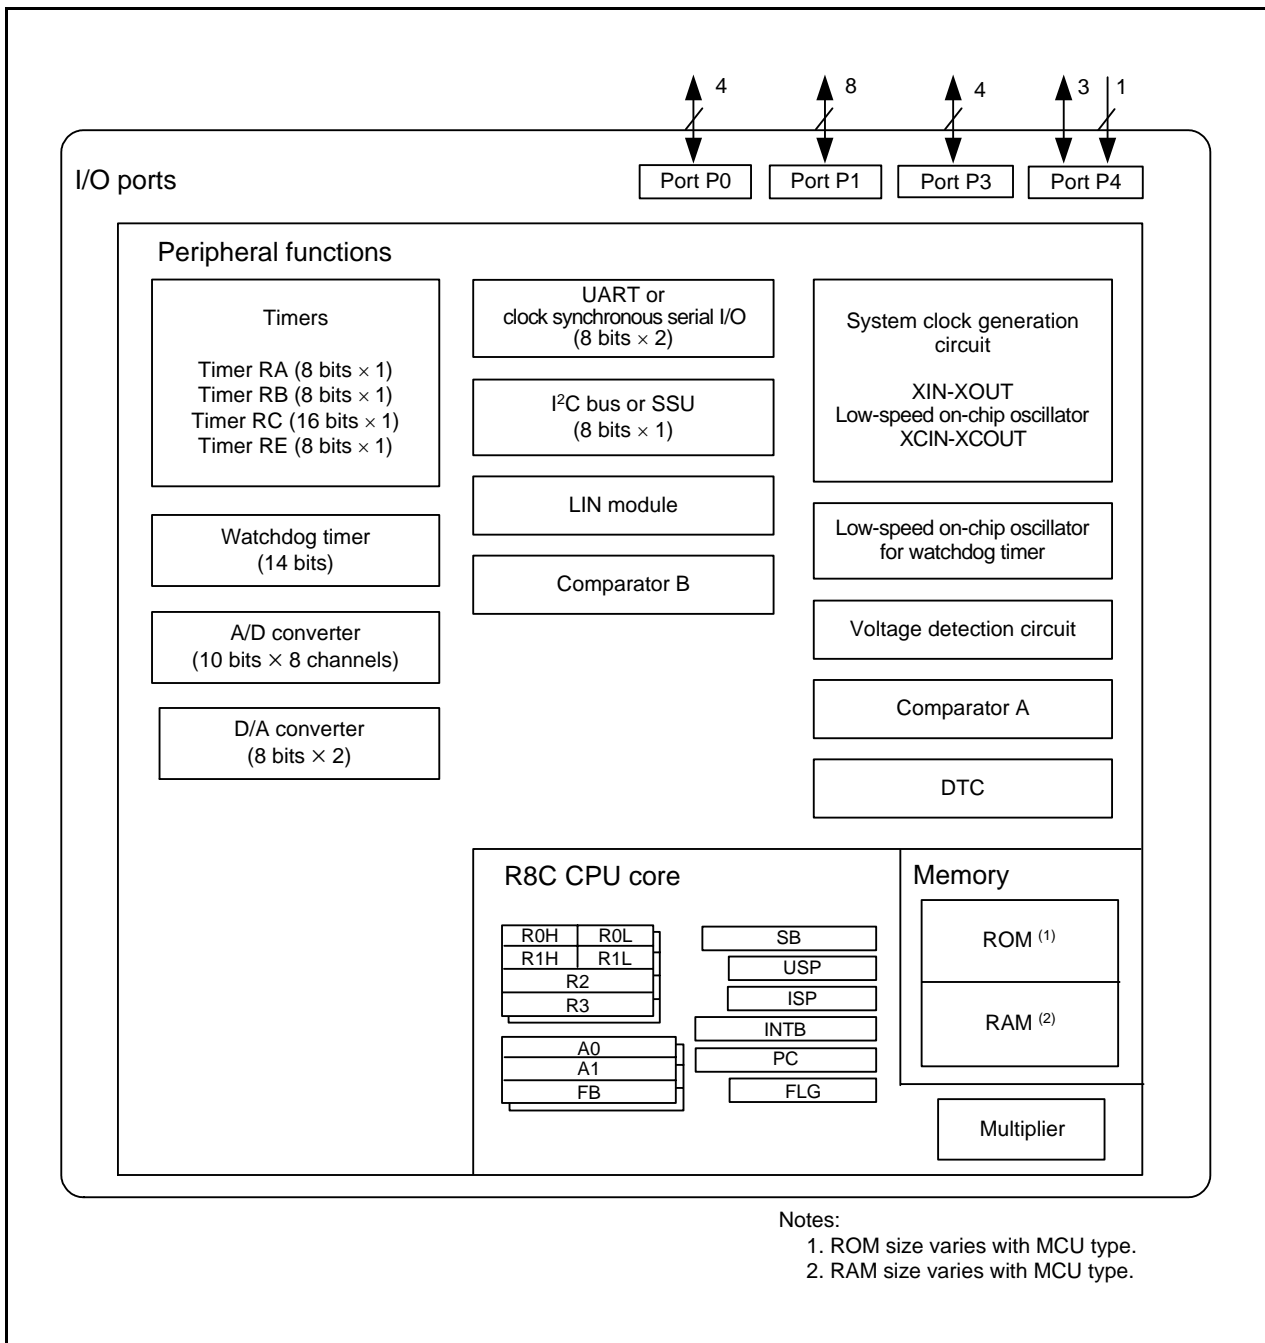 4
8
4
3
1
I/O ports
Port P0
Port P1
Port P3
Port P4
Peripheral functions
Timers
Timer RA (8 bits × 1)
Timer RB (8 bits × 1)
Timer RC (16 bits × 1)
Timer RE (8 bits × 1)
Watchdog timer
(14 bits)
A/D converter
(10 bits × 8 channels)
D/A converter
(8 bits × 2)
UART or
clock synchronous serial I/O
(8 bits × 2)
I²C bus or SSU
(8 bits × 1)
LIN module
Comparator B
System clock generation
circuit
XIN-XOUT
Low-speed on-chip oscillator
XCIN-XCOUT
Low-speed on-chip oscillator
for watchdog timer
Voltage detection circuit
Comparator A
DTC
R8C CPU core
R0H
R0L
R1H
R1L
R2
R3
A0
A1
FB
SB
USP
ISP
INTB
PC
FLG
Memory
ROM (1)
RAM (2)
Multiplier
Notes:
1. ROM size varies with MCU type.
2. RAM size varies with MCU type.